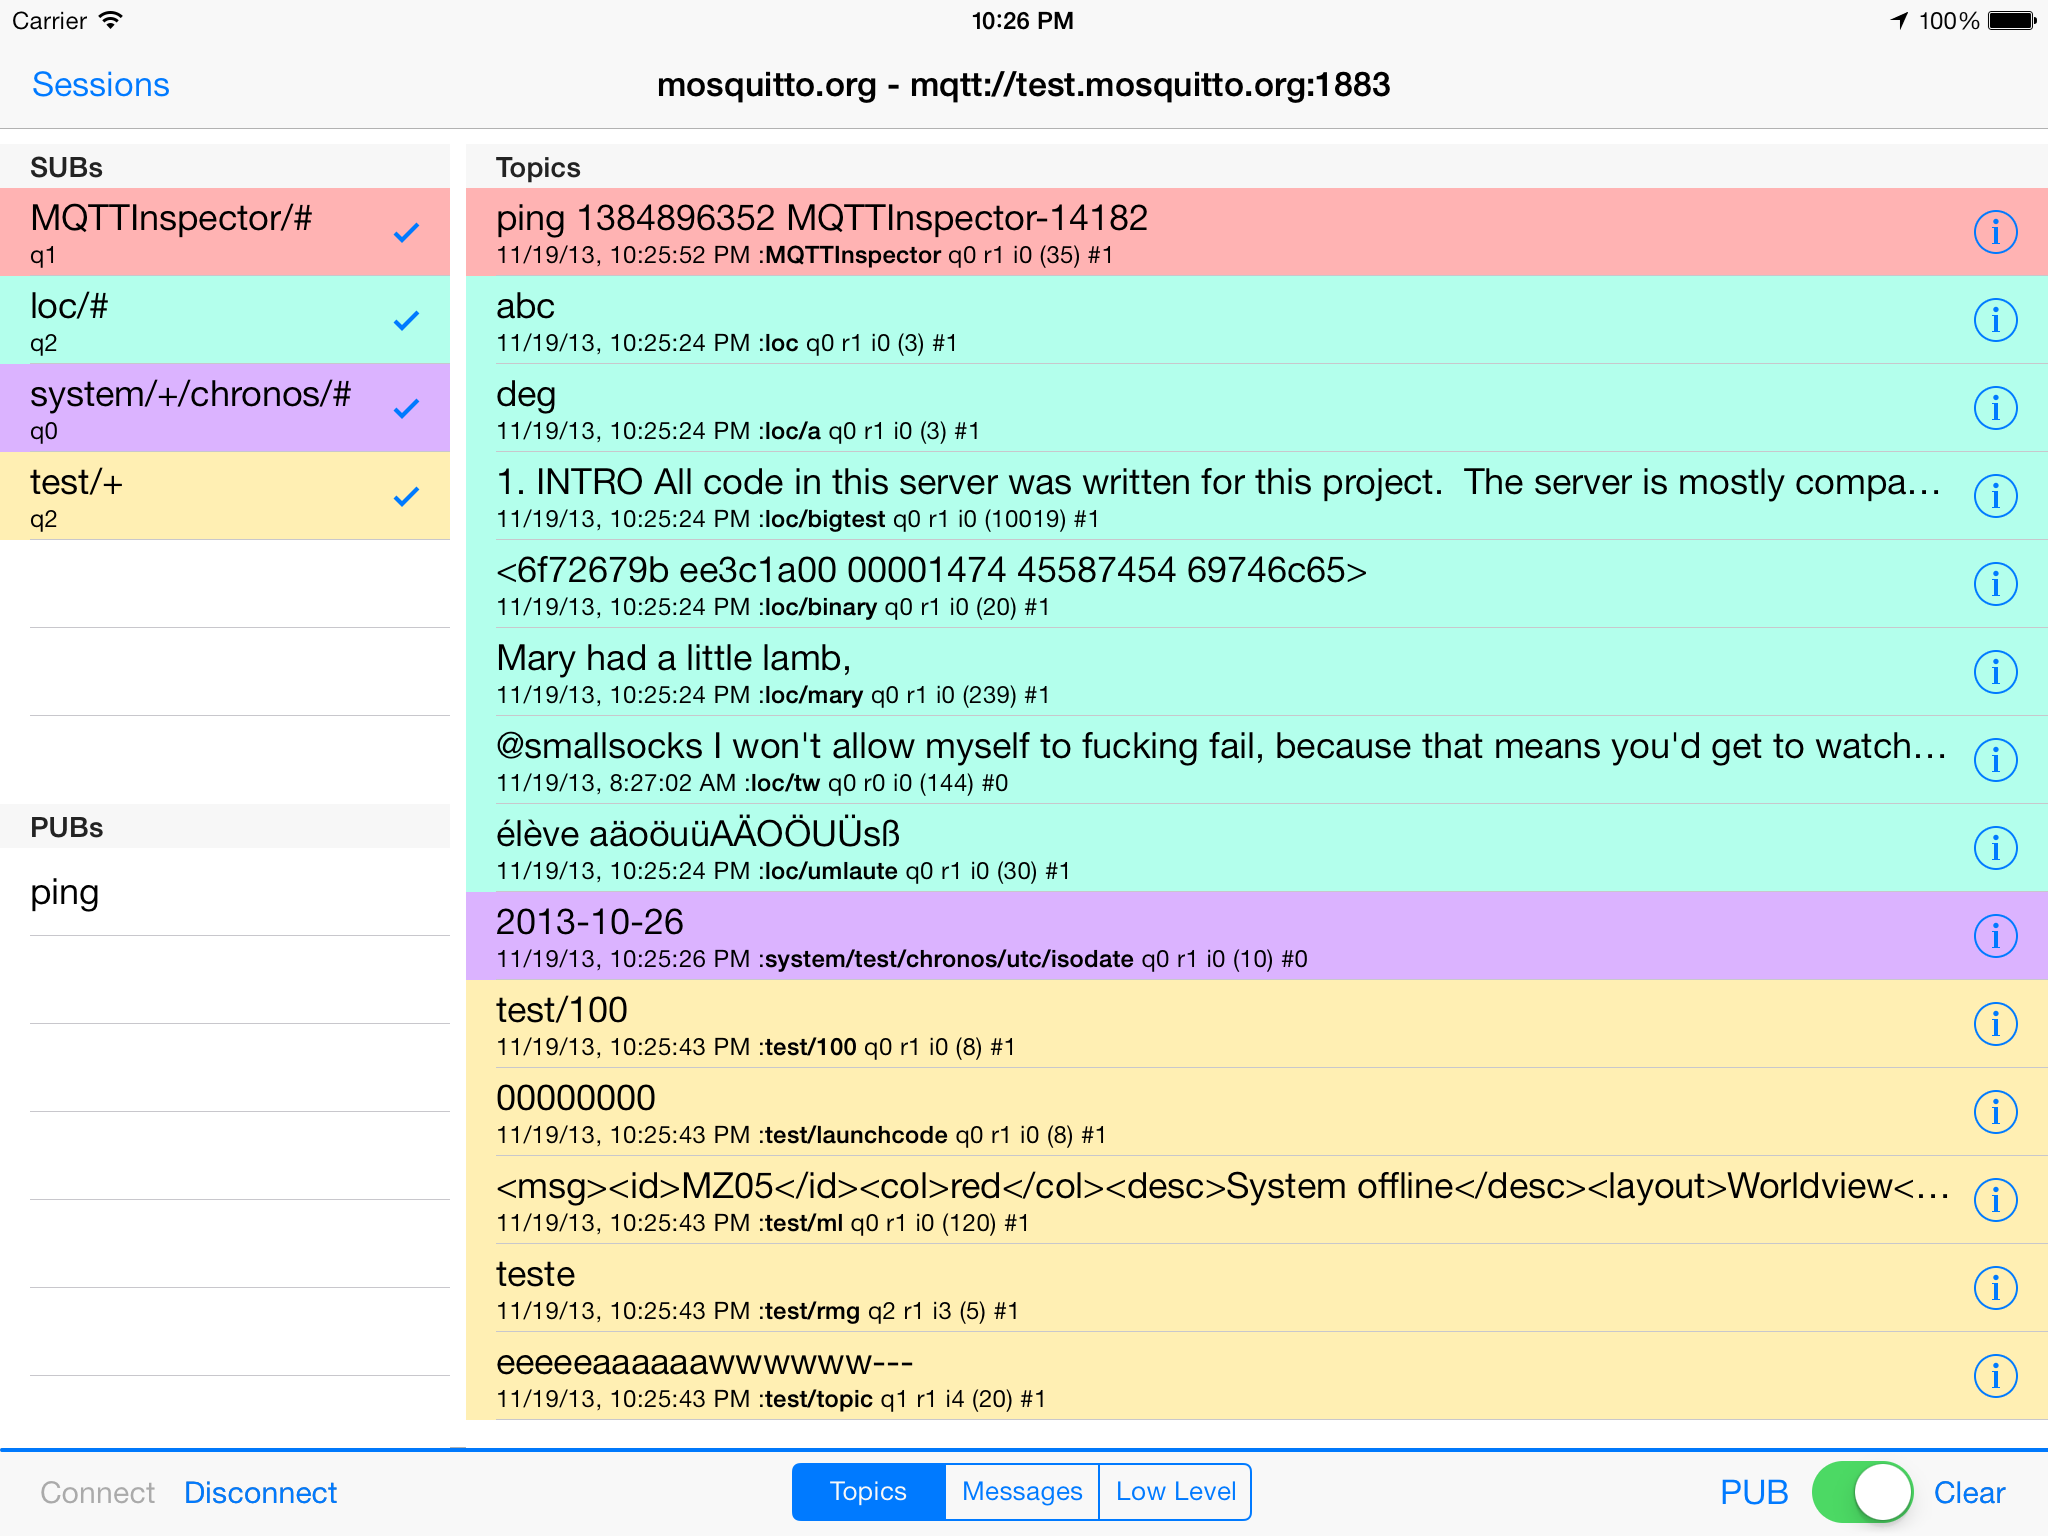 Carrier 10:26 PM 100%
Sessions mosquitto.org - mqtt://test.mosquitto.org:1883
SUBs
MQTTInspector/#
q1
loc/#
q2
system/+/chronos/#
q0
test/+
q2
PUBs
ping
Topics
ping 1384896352 MQTTInspector-14182
11/19/13, 10:25:52 PM :MQTTInspector q0 r1 i0 (35) #1
abc
11/19/13, 10:25:24 PM :loc q0 r1 i0 (3) #1
deg
11/19/13, 10:25:24 PM :loc/a q0 r1 i0 (3) #1
1. INTRO All code in this server was written for this project.  The server is mostly compa...
11/19/13, 10:25:24 PM :loc/bigtest q0 r1 i0 (10019) #1
<6f72679b ee3c1a00 00001474 45587454 69746c65>
11/19/13, 10:25:24 PM :loc/binary q0 r1 i0 (20) #1
Mary had a little lamb,
11/19/13, 10:25:24 PM :loc/mary q0 r1 i0 (239) #1
@smallsocks I won't allow myself to fucking fail, because that means you'd get to watch...
11/19/13, 8:27:02 AM :loc/tw q0 r0 i0 (144) #0
élève aäoöuüAÄOÖUÜsß
11/19/13, 10:25:24 PM :loc/umlaute q0 r1 i0 (30) #1
2013-10-26
11/19/13, 10:25:26 PM :system/test/chronos/utc/isodate q0 r1 i0 (10) #0
test/100
11/19/13, 10:25:43 PM :test/100 q0 r1 i0 (8) #1
00000000
11/19/13, 10:25:43 PM :test/launchcode q0 r1 i0 (8) #1
<msg><id>MZ05</id><col>red</col><desc>System offline</desc><layout>Worldview<...
11/19/13, 10:25:43 PM :test/ml q0 r1 i0 (120) #1
teste
11/19/13, 10:25:43 PM :test/rmg q2 r1 i3 (5) #1
eeeeeaaaaaawwwwww---
11/19/13, 10:25:43 PM :test/topic q1 r1 i4 (20) #1
Connect Disconnect Topics Messages Low Level PUB Clear